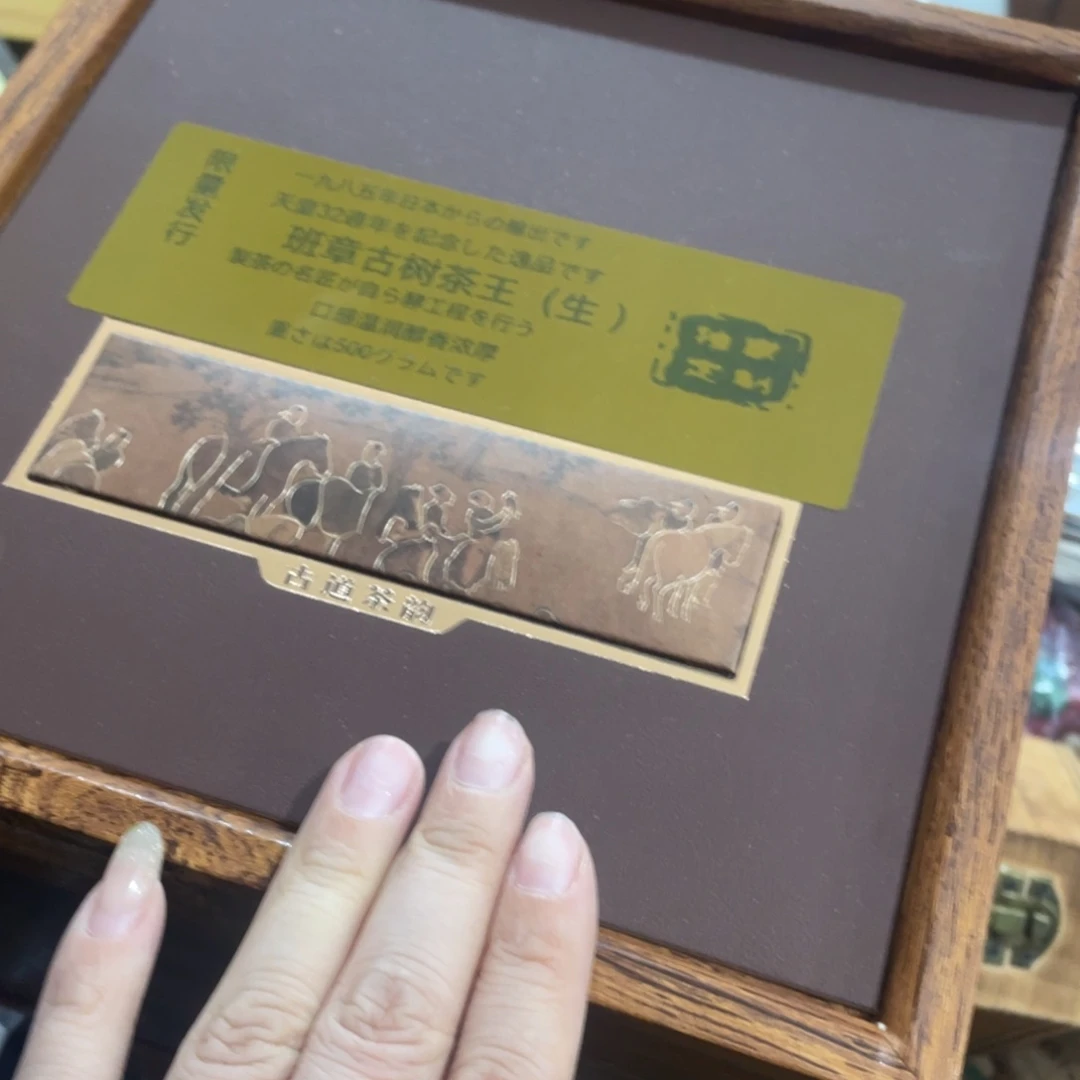 限量发行
一九八五年日本からの輸出です
天皇32週年を記念した逸品です
班章古树茶王（生）
製茶の名匠が自ら縣工程を行う
口感温润醇香浓厚
重さは500グラムです
古道茶韵